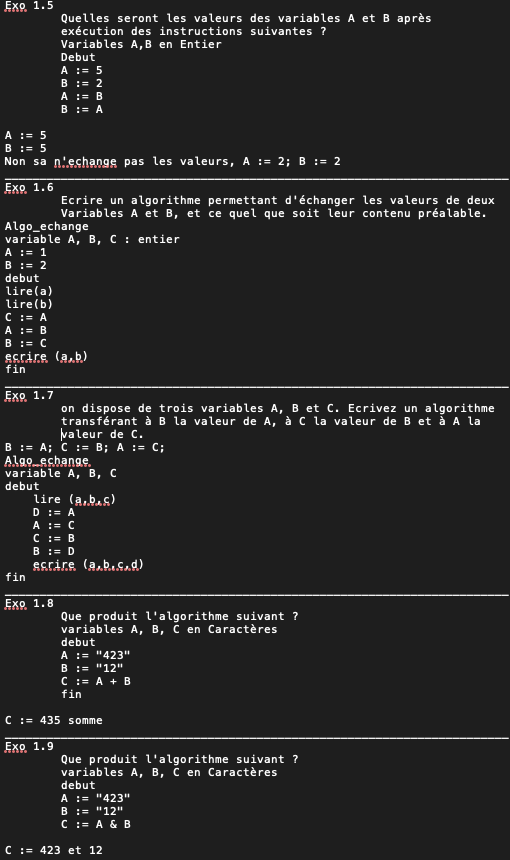 Exo 1.5
Quelles seront les valeurs des variables A et B après
exécution des instructions suivantes ?
Variables A,B en Entier
Debut
A := 5
B := 2
A := B
B := A
A := 5
B := 5
Non sa n'echange pas les valeurs, A := 2; B := 2
Exo 1.6
Ecrire un algorithme permettant d'échanger les valeurs de deux
Variables A et B, et ce quel que soit leur contenu préalable.
Algo_echange
variable A, B, C : entier
A := 1
B := 2
debut
lire(a)
lire(b)
C := A
A := B
B := C
ecrire (a,b)
fin
Exo 1.7
on dispose de trois variables A, B et C. Ecrivez un algorithme
transférant à B la valeur de A, à C la valeur de B et à A la
valeur de C.
B := A; C := B; A := C;
Algo_echange
variable A, B, C
debut
lire (a,b,c)
D := A
A := C
C := B
B := D
ecrire (a,b,c,d)
fin
Exo 1.8
Que produit l'algorithme suivant ?
variables A, B, C en Caractères
debut
A := "423"
B := "12"
C := A + B
fin
C := 435 somme
Exo 1.9
Que produit l'algorithme suivant ?
variables A, B, C en Caractères
debut
A := "423"
B := "12"
C := A & B
C := 423 et 12